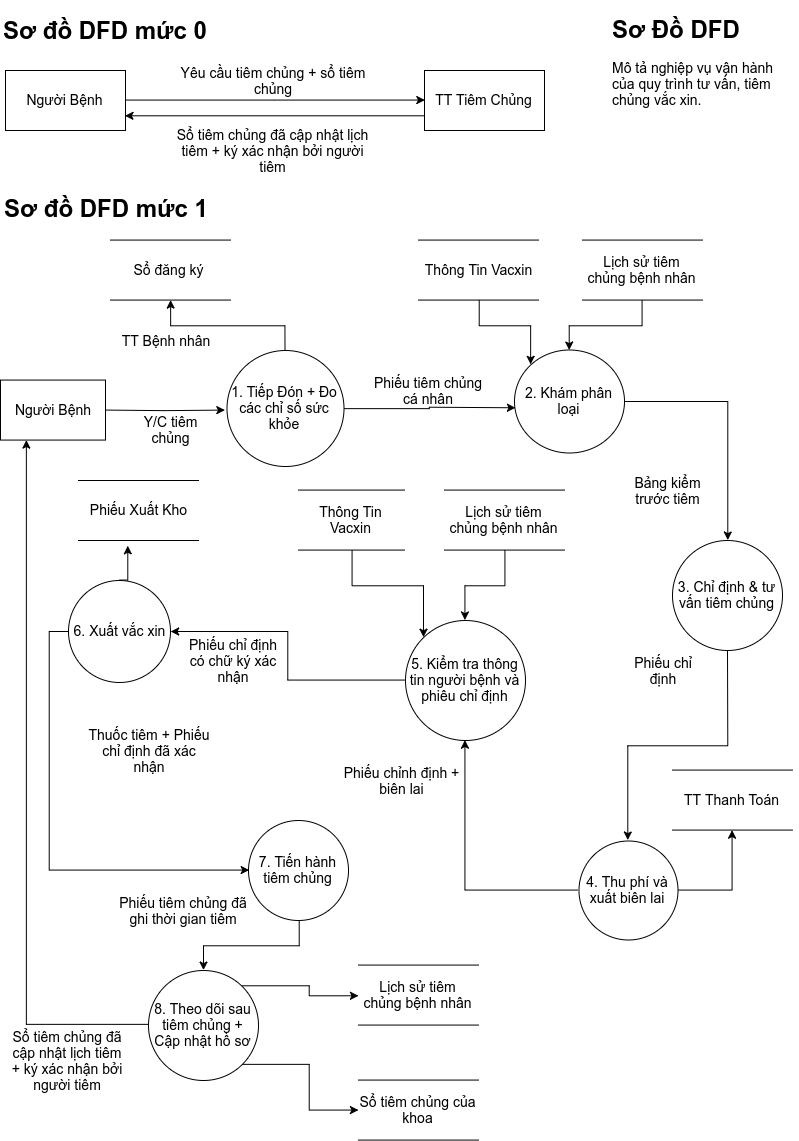 Sơ đồ DFD mức 0
Sơ Đồ DFD
Mô tả nghiệp vụ vận hành
của quy trình tư vấn, tiêm
chủng vắc xin.
Người Bệnh
Yêu cầu tiêm chủng + sổ tiêm
chủng
TT Tiêm Chủng
Sổ tiêm chủng đã cập nhật lịch
tiêm + ký xác nhận bởi người
tiêm
Sơ đồ DFD mức 1
Sổ đăng ký
Thông Tin Vacxin
Lịch sử tiêm
chủng bệnh nhân
TT Bệnh nhân
Người Bệnh
Y/C tiêm
chủng
1. Tiếp Đón + Đo
các chỉ số sức
khỏe
Phiếu tiêm chủng
cá nhân
2. Khám phân
loại
Bảng kiểm
trước tiêm
Phiếu Xuất Kho
Thông Tin
Vacxin
Lịch sử tiêm
chủng bệnh nhân
3. Chỉ định & tư
vấn tiêm chủng
6. Xuất vắc xin
Phiếu chỉ định
có chữ ký xác
nhận
5. Kiểm tra thông
tin người bệnh và
phiêu chỉ định
Phiếu chỉ
định
Thuốc tiêm + Phiếu
chỉ định đã xác
nhận
Phiếu chỉnh định +
biên lai
TT Thanh Toán
7. Tiến hành
tiêm chủng
4. Thu phí và
xuất biên lai
Phiếu tiêm chủng đã
ghi thời gian tiêm
8. Theo dõi sau
tiêm chủng +
Cập nhật hồ sơ
Lịch sử tiêm
chủng bệnh nhân
Sổ tiêm chủng đã
cập nhật lịch tiêm
+ ký xác nhận bởi
người tiêm
Sổ tiêm chủng của
khoa